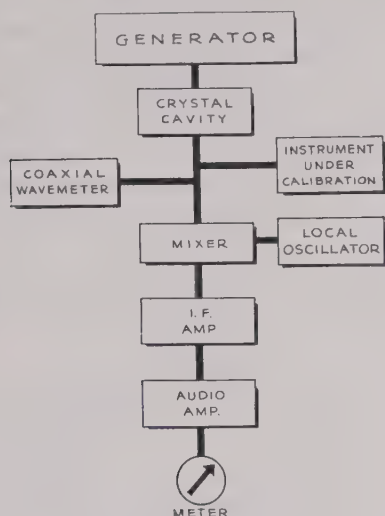 GENERATOR
CRYSTAL
CAVITY
INSTRUMENT
UNDER
CALIBRATION
COAXIAL
WAVEMETER
MIXER
LOCAL
OSCILLATOR
I.F.
AMP
AUDIO
AMP.
METER